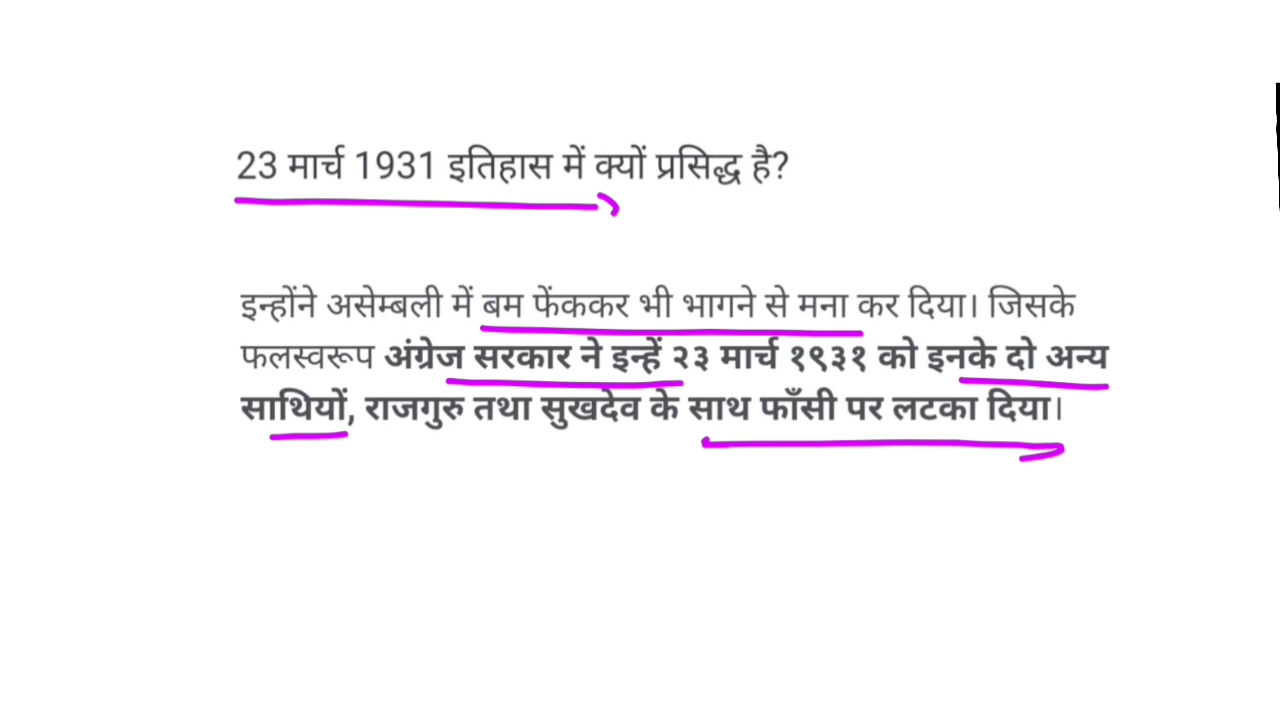 23 मार्च 1931 इतिहास में क्यों प्रसिद्ध है?
इन्होंने असेम्बली में बम फेंककर भी भागने से मना कर दिया। जिसके
फलस्वरूप अंग्रेज सरकार ने इन्हें २३ मार्च १९३१ को इनके दो अन्य
साथियों, राजगुरु तथा सुखदेव के साथ फाँसी पर लटका दिया।